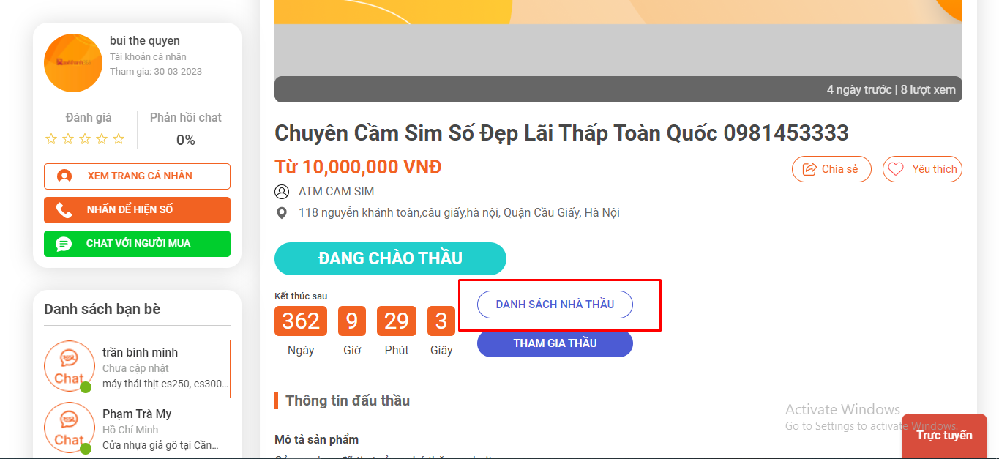 bui the quyen
Tài khoản cá nhân
Tham gia: 30-03-2023
Đánh giá
Phản hồi chat
0%
XEM TRANG CÁ NHÂN
NHẤN ĐỂ HIỆN SỐ
CHAT VỚI NGƯỜI MUA
Danh sách bạn bè
Chat
trần bình minh
Chưa cập nhật
máy thái thịt es250, es300...
Chat
Phạm Trà My
Hồ Chí Minh
Cửa nhựa giả gô tại Cần...
4 ngày trước | 8 lượt xem
Chuyên Cầm Sim Số Đẹp Lãi Thấp Toàn Quốc 0981453333
Từ 10,000,000 VNĐ
Chia sẻ
Yêu thích
ATM CAM SIM
118 nguyễn khánh toàn,câu giấy,hà nội, Quận Cầu Giấy, Hà Nội
ĐANG CHÀO THẦU
Kết thúc sau
362 9 29 3
Ngày Giờ Phút Giây
DANH SÁCH NHÀ THẦU
THAM GIA THẦU
Thông tin đấu thầu
Mô tả sản phẩm
Activate Windows
Go to Settings to activate Windows.
Trực tuyến